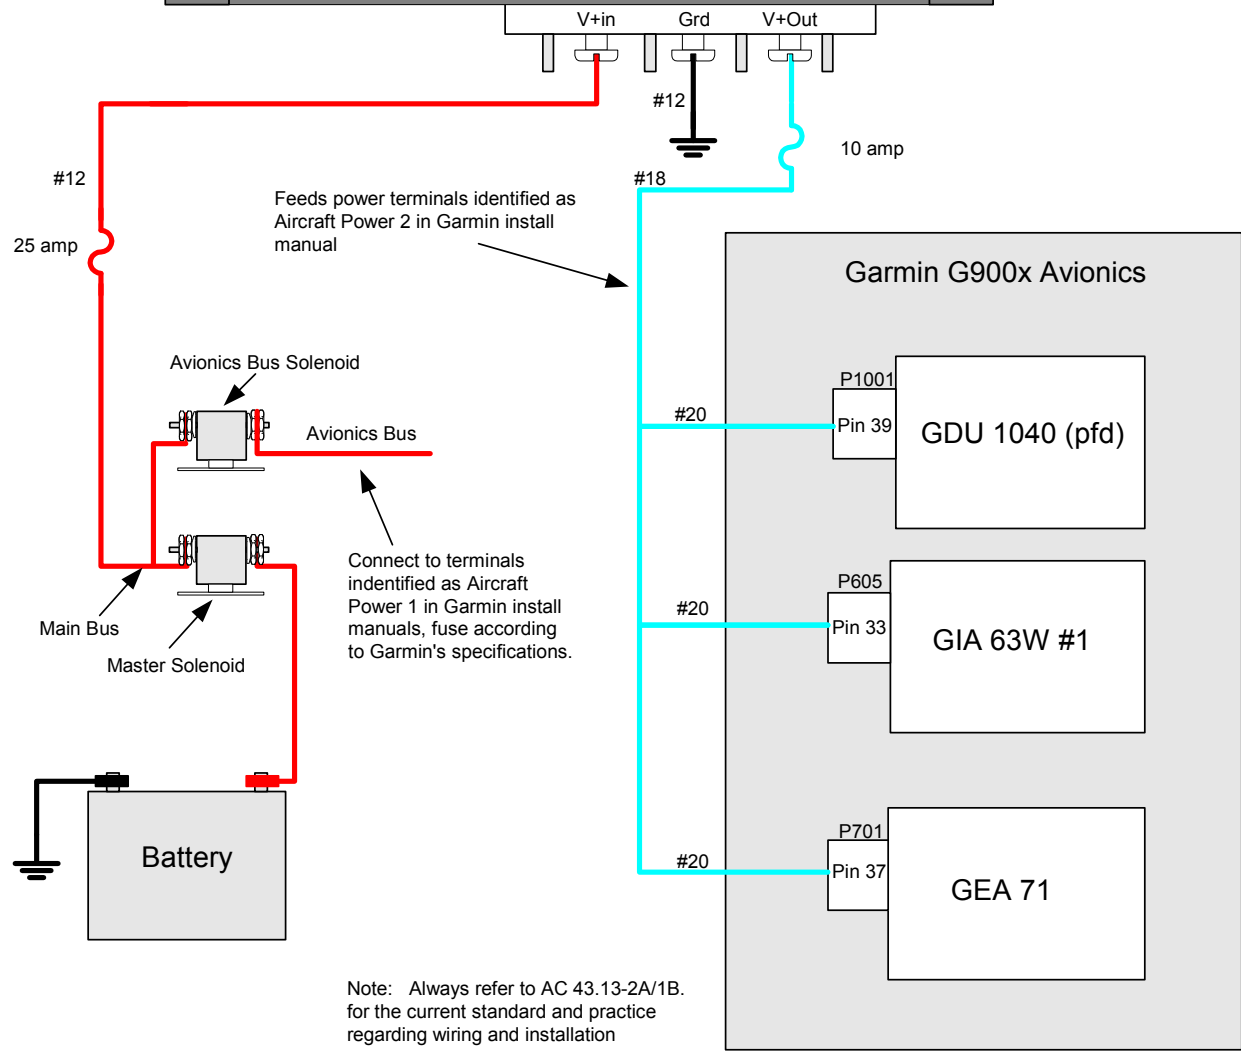 V+in
Grd
V+Out
#12
10 amp
#12
#18
Feeds power terminals identified as
Aircraft Power 2 in Garmin install
manual
25 amp
Garmin G900x Avionics
Avionics Bus Solenoid
P1001
#20
Pin 39
GDU 1040 (pfd)
Avionics Bus
Connect to terminals
indentified as Aircraft
Power 1 in Garmin install
manuals, fuse according
to Garmin's specifications.
P605
#20
Pin 33
GIA 63W #1
Main Bus
Master Solenoid
P701
#20
Pin 37
GEA 71
Battery
Note: Always refer to AC 43.13-2A/1B.
for the current standard and practice
regarding wiring and installation